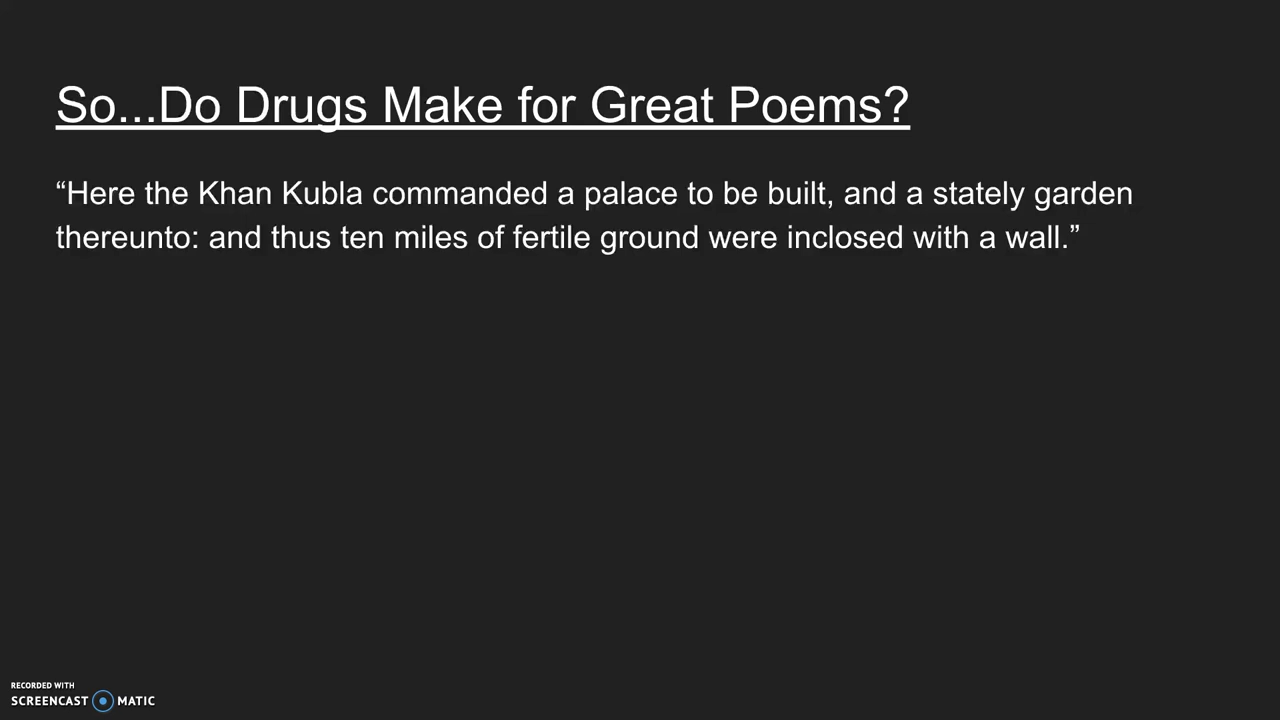 So...Do Drugs Make for Great Poems?
“Here the Khan Kubla commanded a palace to be built, and a stately garden
thereunto: and thus ten miles of fertile ground were inclosed with a wall.”
RECORDED WITH
SCREENCAST MATIC